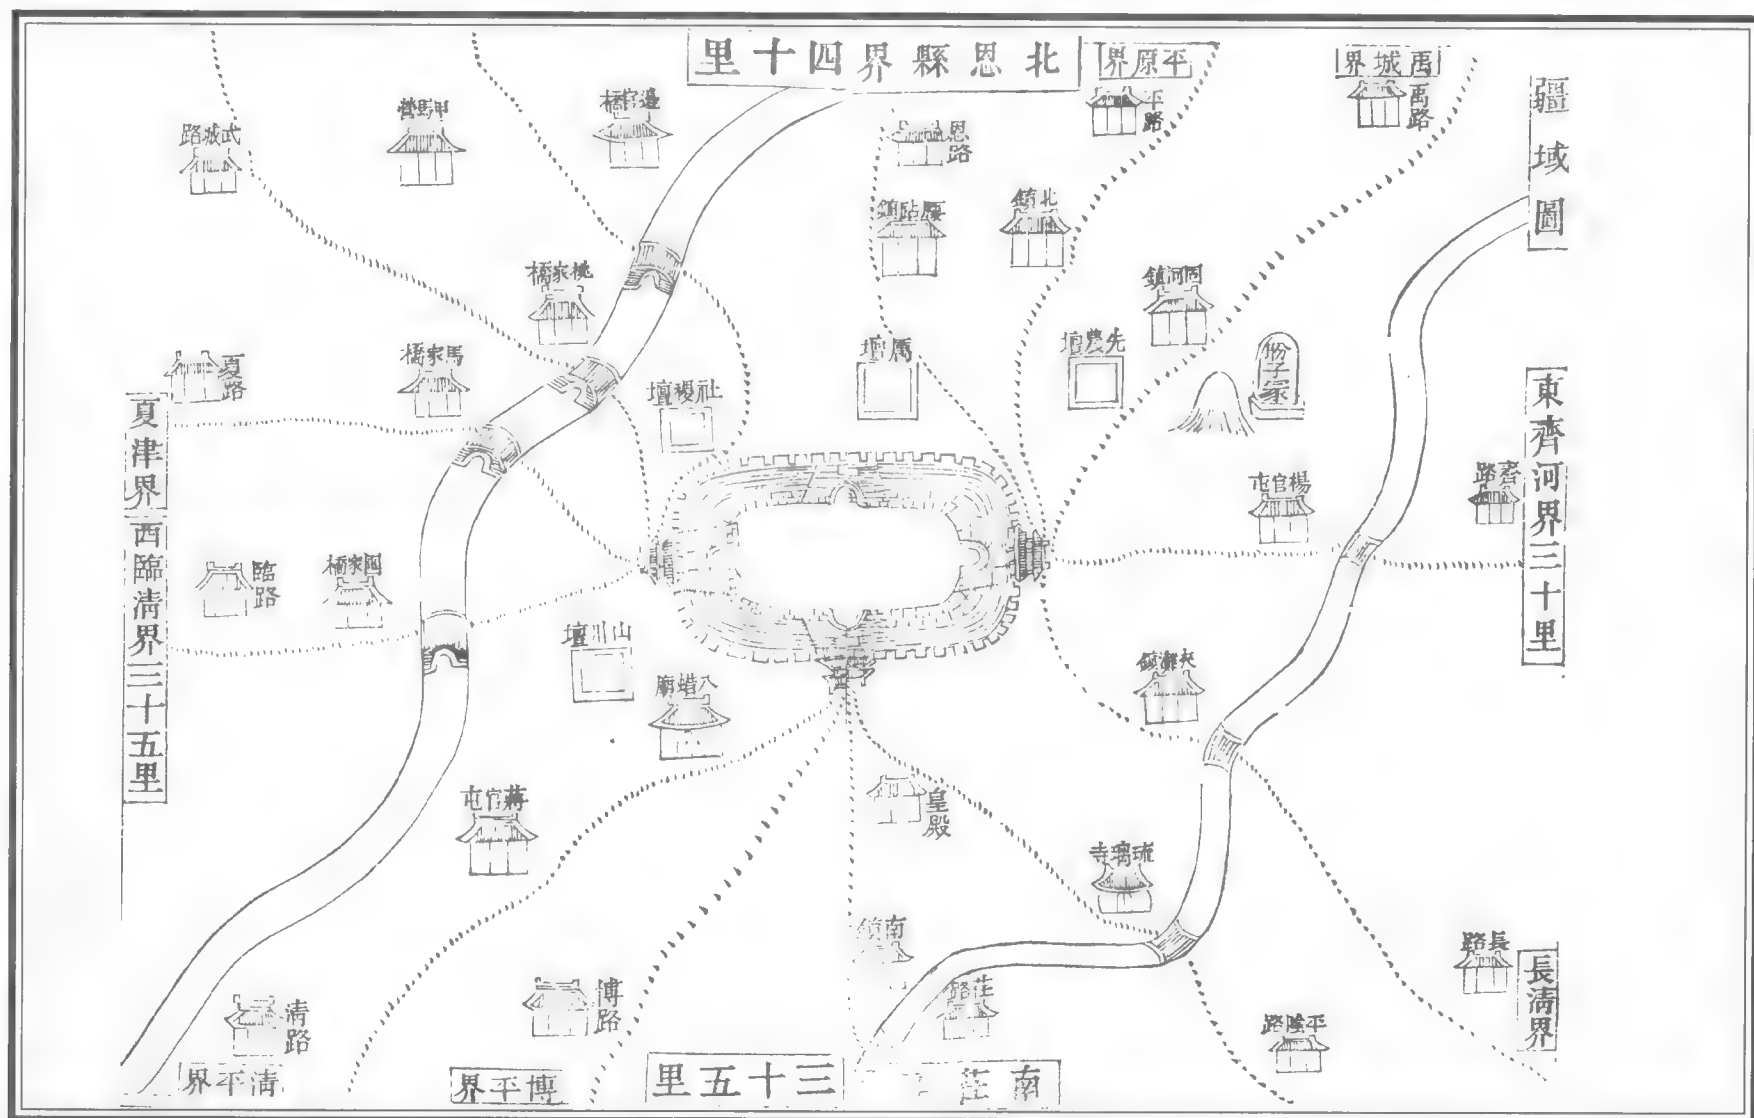 疆域圖
禹城界
禹路
平原界
平路
北恩縣界四十里
恩路
邊官橋
甲馬營
武城路
北鎮
腰站鎮
固河鎮
桃家橋
馬家橋
夏路
先農壇
厲壇
社稷壇
東齊河界三十里
齊路
楊官屯
夏津界
西臨清界三十五里
臨路
山川壇
八蜡廟
夾灘鎮
皇殿
蔣官屯
琉璃寺
南鎮
長路
長清界
莊路
平陰路
博路
清路
南莊
三十五里
博平界
清平界